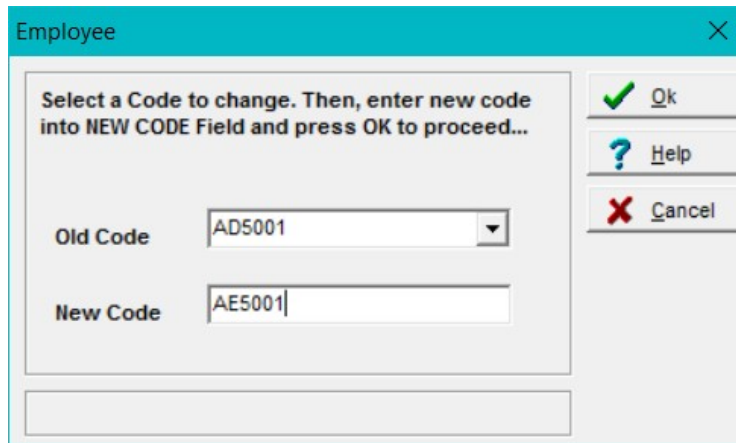 Employee
Select a Code to change. Then, enter new code
into NEW CODE Field and press OK to proceed...
Old Code AD5001
New Code AE5001
Ok
Help
Cancel